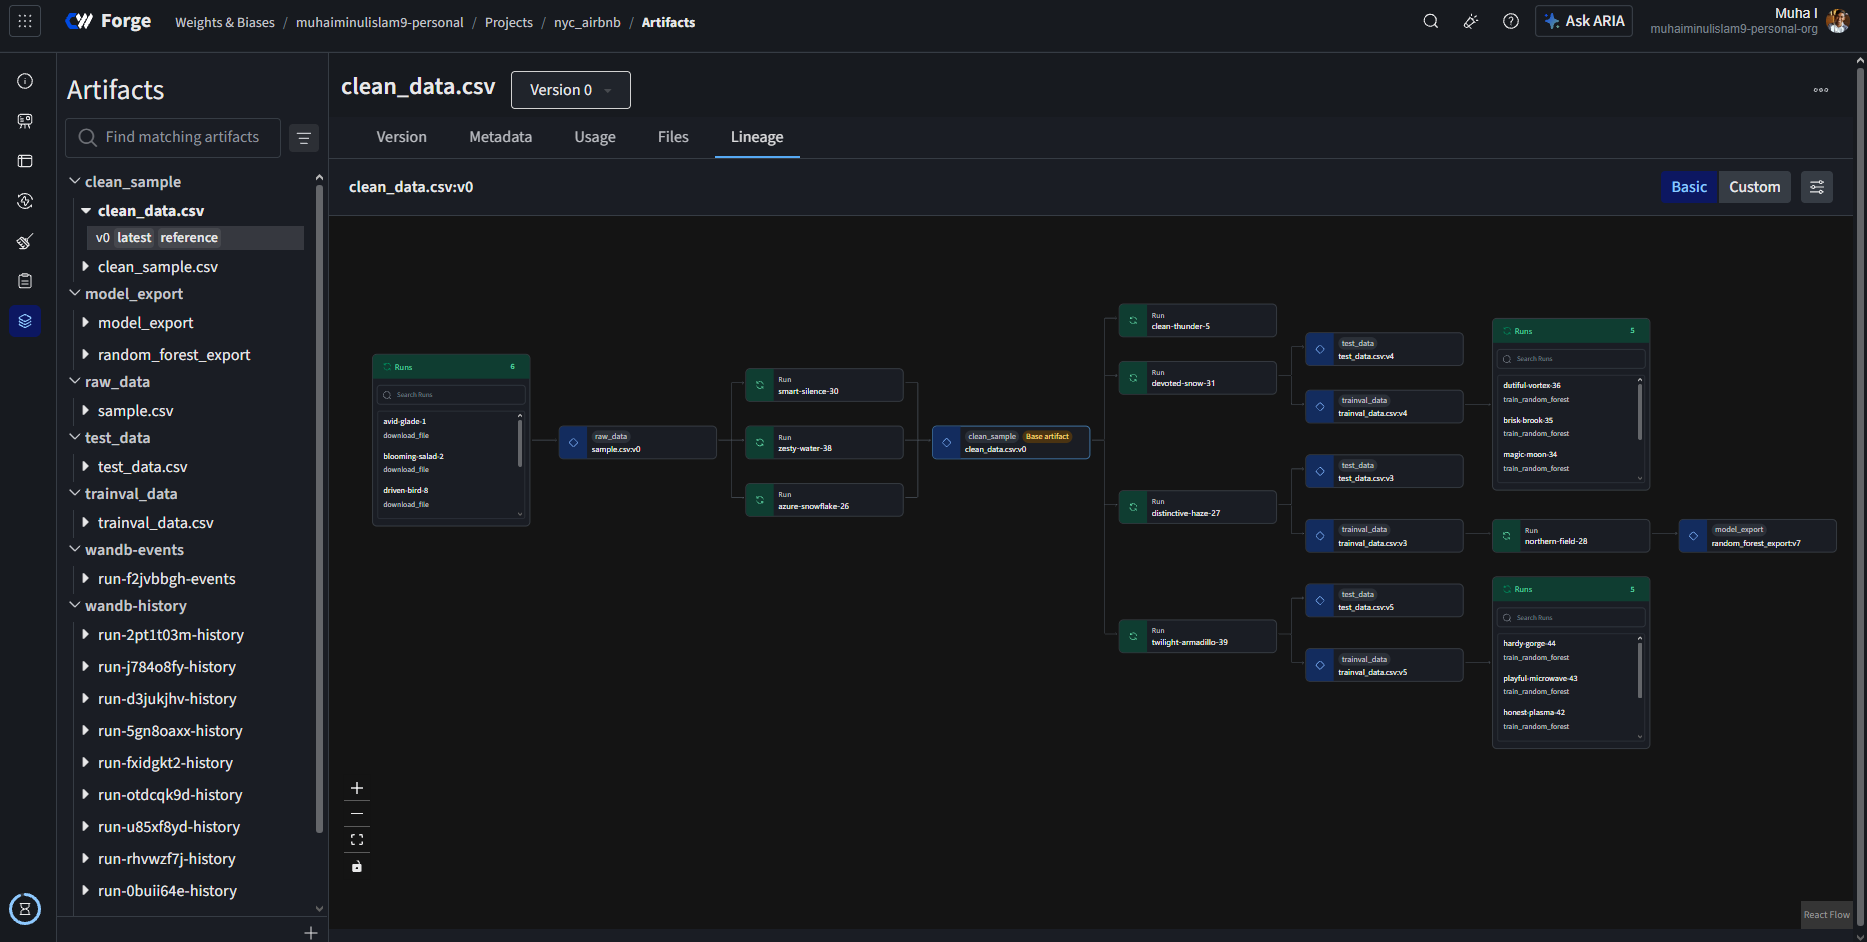 Forge
Weights & Biases / muhaiminulislam9-personal / Projects / nyc_airbnb / Artifacts
Ask ARIA
Muha I
muhaiminulislam9-personal-org
Artifacts
Find matching artifacts
clean_sample
clean_data.csv
v0 latest reference
clean_sample.csv
model_export
model_export
random_forest_export
raw_data
sample.csv
test_data
test_data.csv
trainval_data
trainval_data.csv
wandb-events
run-f2jvbbgh-events
wandb-history
run-2pt1t03m-history
run-j784o8fy-history
run-d3jukjhv-history
run-5gn8oaxx-history
run-fxidgkt2-history
run-otdcqk9d-history
run-u85xf8yd-history
run-rhvwzf7j-history
run-0buii64e-history
clean_data.csv
Version 0
Version Metadata Usage Files Lineage
clean_data.csv:v0
Basic Custom
Runs 6
Search Runs
avid-glade-1
download_file
blooming-salad-2
download_file
driven-bird-8
download_file
raw_data
sample.csv:v0
Run
smart-silence-30
Run
zesty-water-38
Run
azure-snowflake-26
clean_sample Base artifact
clean_data.csv:v0
Run
clean-thunder-5
Run
devoted-snow-31
Run
distinctive-haze-27
Run
twilight-armadillo-39
test_data
test_data.csv:v4
trainval_data
trainval_data.csv:v4
test_data
test_data.csv:v3
trainval_data
trainval_data.csv:v3
test_data
test_data.csv:v5
trainval_data
trainval_data.csv:v5
Runs 5
Search Runs
dutiful-vortex-36
train_random_forest
brisk-brook-35
train_random_forest
magic-moon-34
train_random_forest
Run
northern-field-28
model_export
random_forest_export:v7
Runs 5
Search Runs
hardy-gorge-44
train_random_forest
playful-microwave-43
train_random_forest
honest-plasma-42
train_random_forest
React Flow